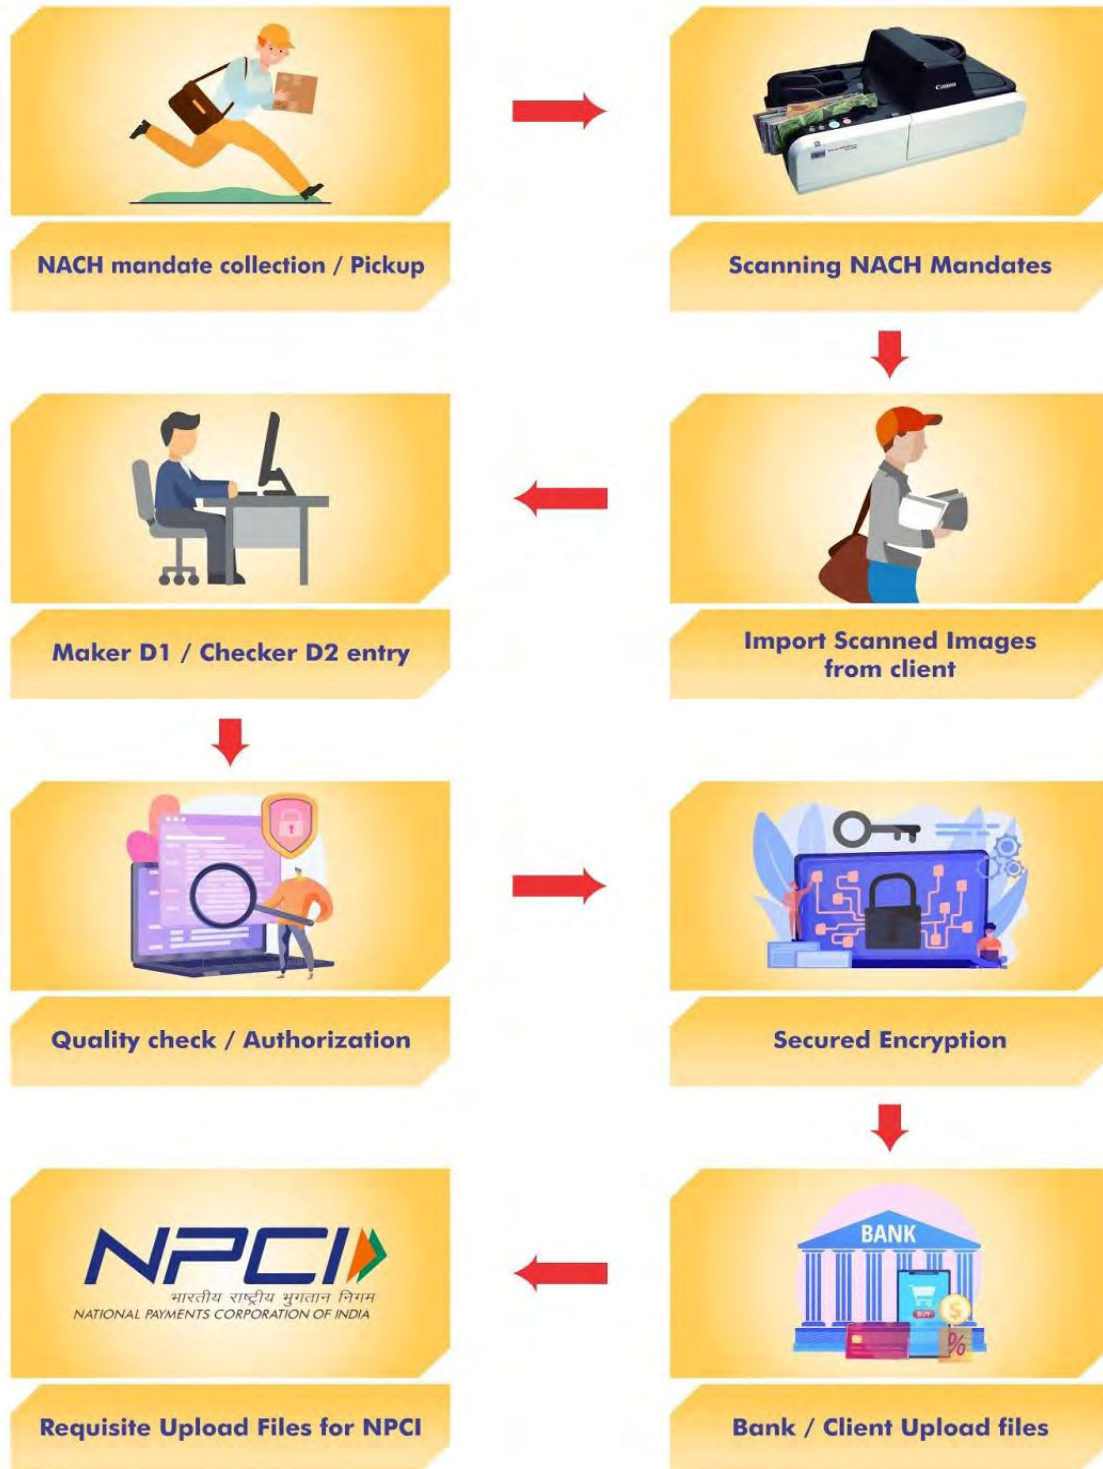 Canon
NACH mandate collection / Pickup
Scanning NACH Mandates
Maker D1 / Checker D2 entry
Import Scanned Images
from client
Quality check / Authorization
Secured Encryption
NPCI
भारतीय राष्ट्रीय भुगतान निगम
NATIONAL PAYMENTS CORPORATION OF INDIA
BANK
BUY
$
%
Requisite Upload Files for NPCI
Bank / Client Upload files